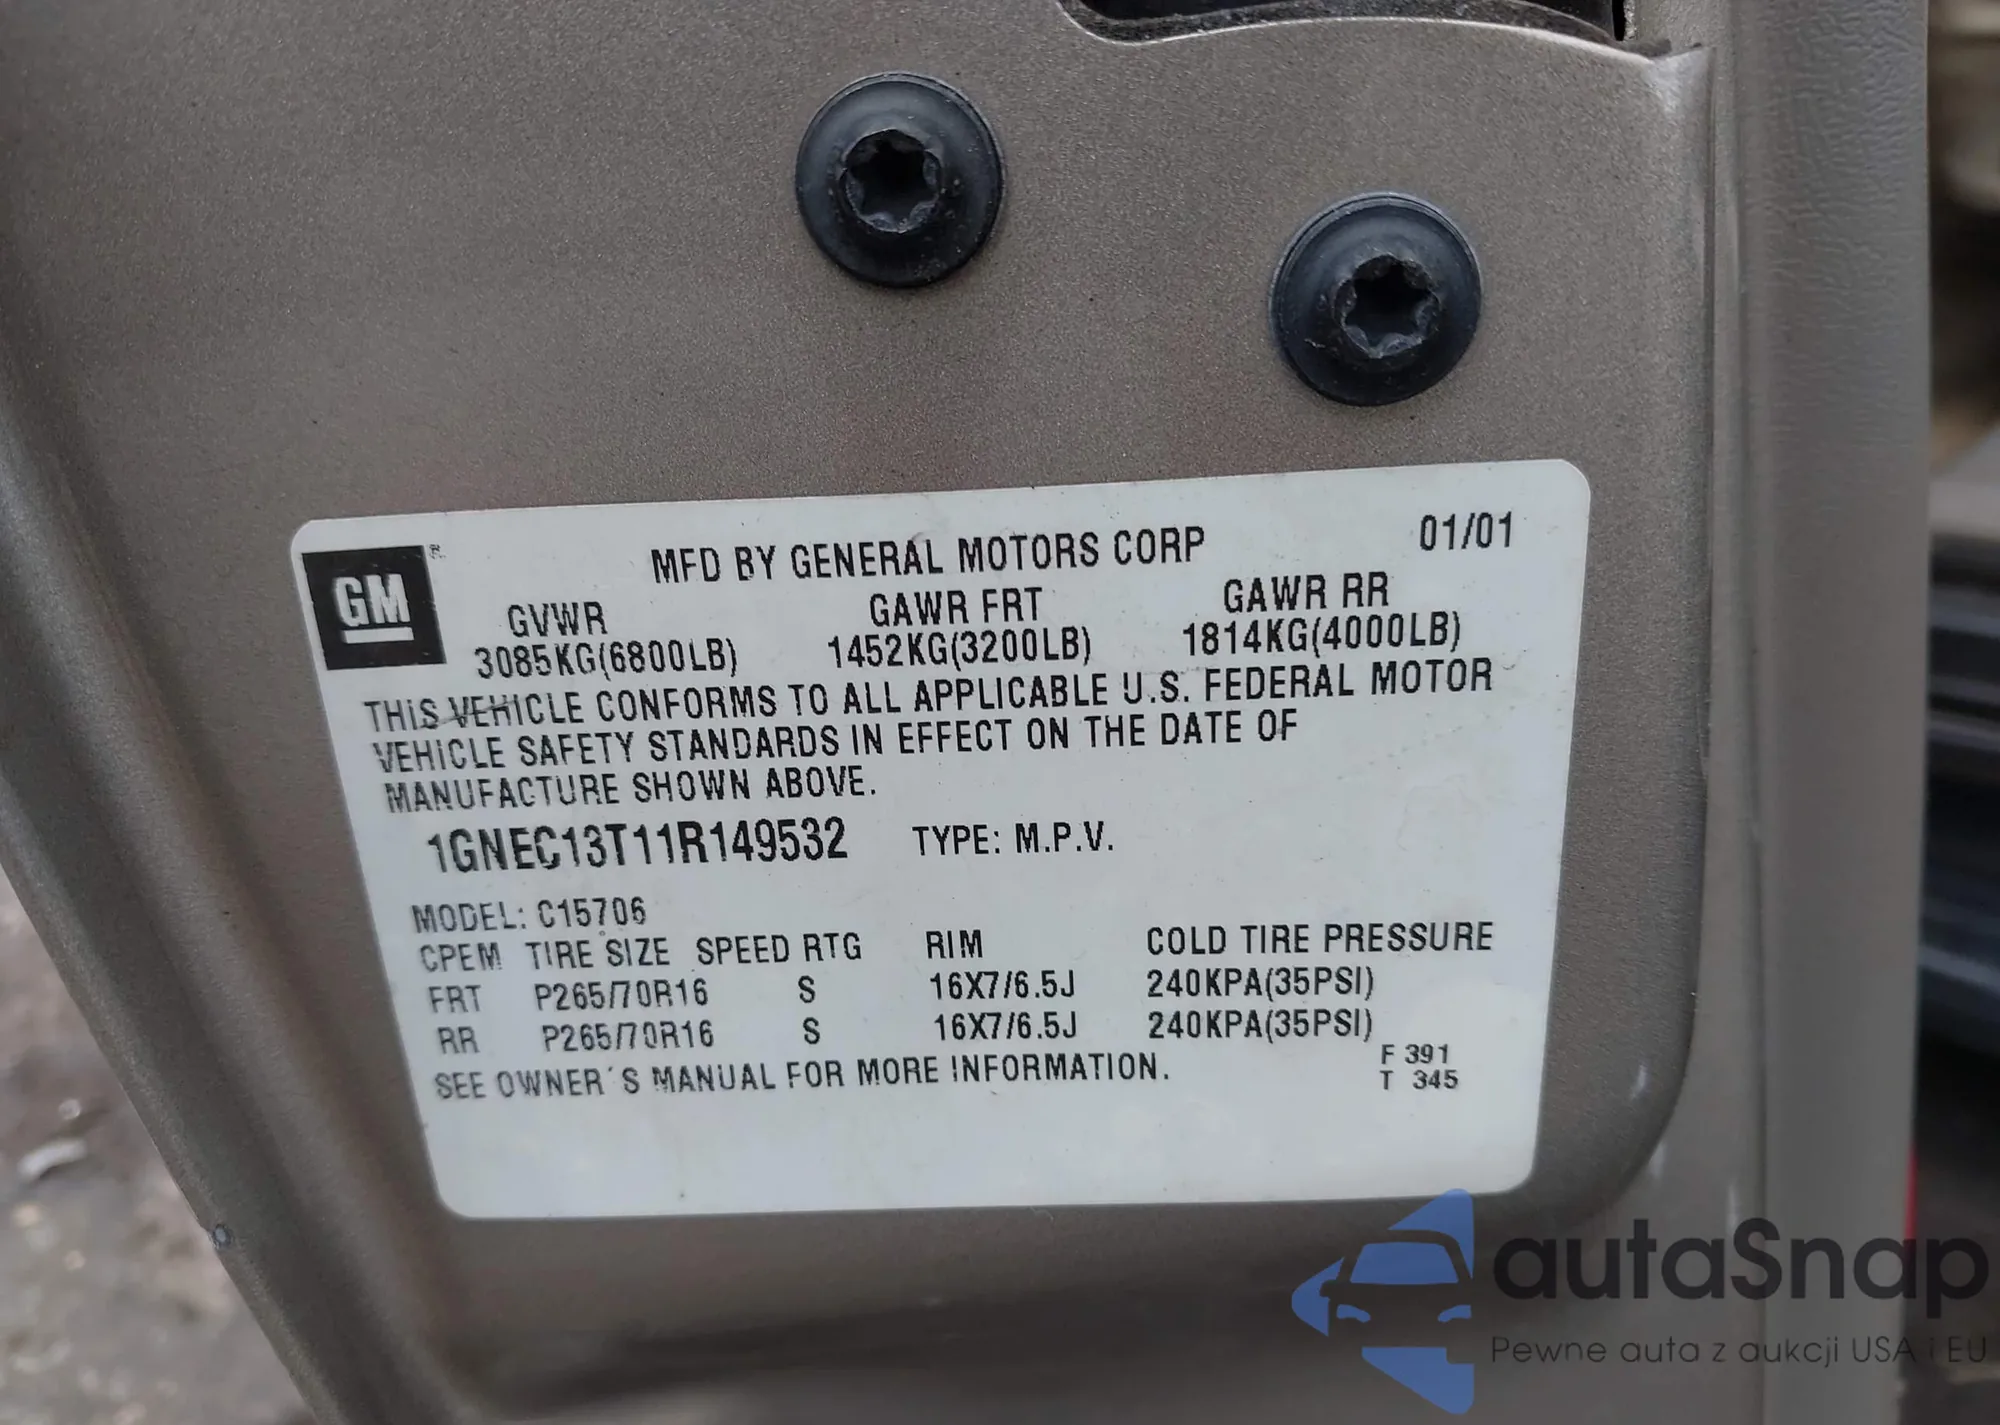 MFD BY GENERAL MOTORS CORP 01/01
GM ®
GVWR GAWR FRT GAWR RR
3085KG(6800LB) 1452KG(3200LB) 1814KG(4000LB)
THIS VEHICLE CONFORMS TO ALL APPLICABLE U.S. FEDERAL MOTOR
VEHICLE SAFETY STANDARDS IN EFFECT ON THE DATE OF
MANUFACTURE SHOWN ABOVE.
1GNEC13T11R149532 TYPE: M.P.V.
MODEL: C15706
CPEM TIRE SIZE SPEED RTG RIM COLD TIRE PRESSURE
FRT P265/70R16 S 16X7/6.5J 240KPA(35PSI)
RR P265/70R16 S 16X7/6.5J 240KPA(35PSI)
SEE OWNER´S MANUAL FOR MORE INFORMATION.
F 391
T 345
autaSnap
Pewne auta z aukcji USA i EU